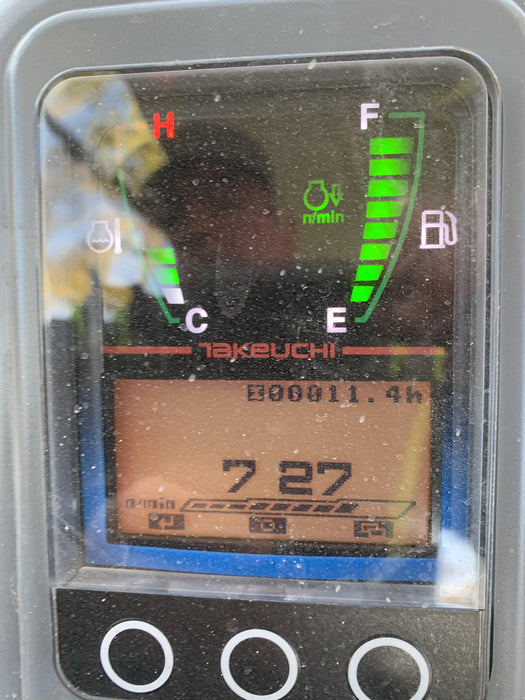 H
F
n/min
C
E
TAKEUCHI
00011.4h
7 27
n/min